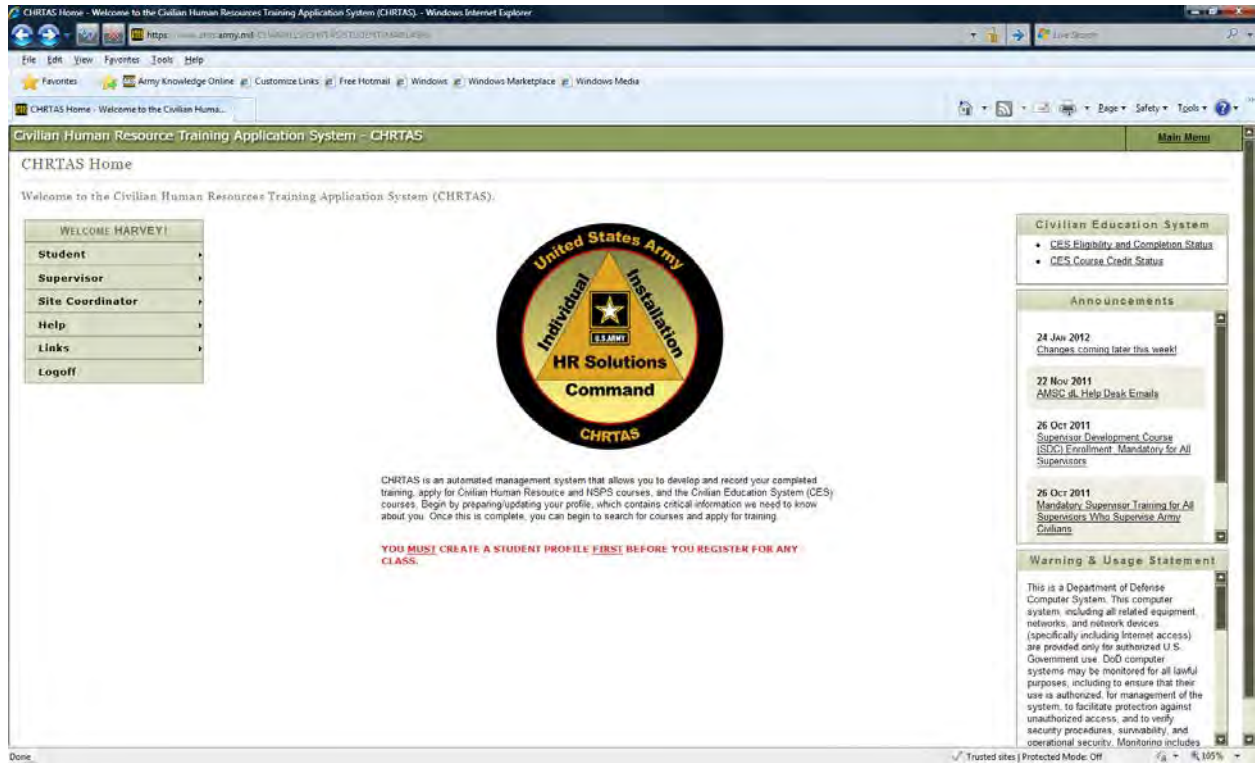 CHRTAS Home - Welcome to the Civilian Human Resources Training Application System (CHRTAS). - Windows Internet Explorer
https
army.mil
Live Search
File Edit View Favorites Tools Help
Favorites Army Knowledge Online Customize Links Free Hotmail Windows Windows Marketplace Windows Media
CHRTAS Home - Welcome to the Civilian Huma...
Page Safety Tools
Civilian Human Resource Training Application System - CHRTAS
Main Menu
CHRTAS Home
Welcome to the Civilian Human Resources Training Application System (CHRTAS).
WELCOME HARVEY!
Student
Supervisor
Site Coordinator
Help
Links
Logoff
United States Army
Individual
Installation
U.S.ARMY
HR Solutions
Command
CHRTAS
CHRTAS is an automated management system that allows you to develop and record your completed
training, apply for Civilian Human Resource and NSPS courses, and the Civilian Education System (CES)
courses. Begin by preparing/updating your profile, which contains critical information we need to know
about you. Once this is complete, you can begin to search for courses and apply for training.
YOU MUST CREATE A STUDENT PROFILE FIRST BEFORE YOU REGISTER FOR ANY
CLASS.
Civilian Education System
CES Eligibility and Completion Status
CES Course Credit Status
Announcements
24 JAN 2012
Changes coming later this week!
22 NOV 2011
AMSC dL Help Desk Emails
26 OCT 2011
Supervisor Development Course
(SDC) Enrollment: Mandatory for All
Supervisors
26 OCT 2011
Mandatory Supervisor Training for All
Supervisors Who Supervise Army
Civilians
Warning & Usage Statement
This is a Department of Defense
Computer System. This computer
system, including all related equipment,
networks, and network devices
(specifically including Internet access)
are provided only for authorized U.S.
Government use. DoD computer
systems may be monitored for all lawful
purposes, including to ensure that their
use is authorized, for management of the
system, to facilitate protection against
unauthorized access, and to verify
security procedures, survivability, and
operational security. Monitoring includes
Done
Trusted sites | Protected Mode: Off
105%